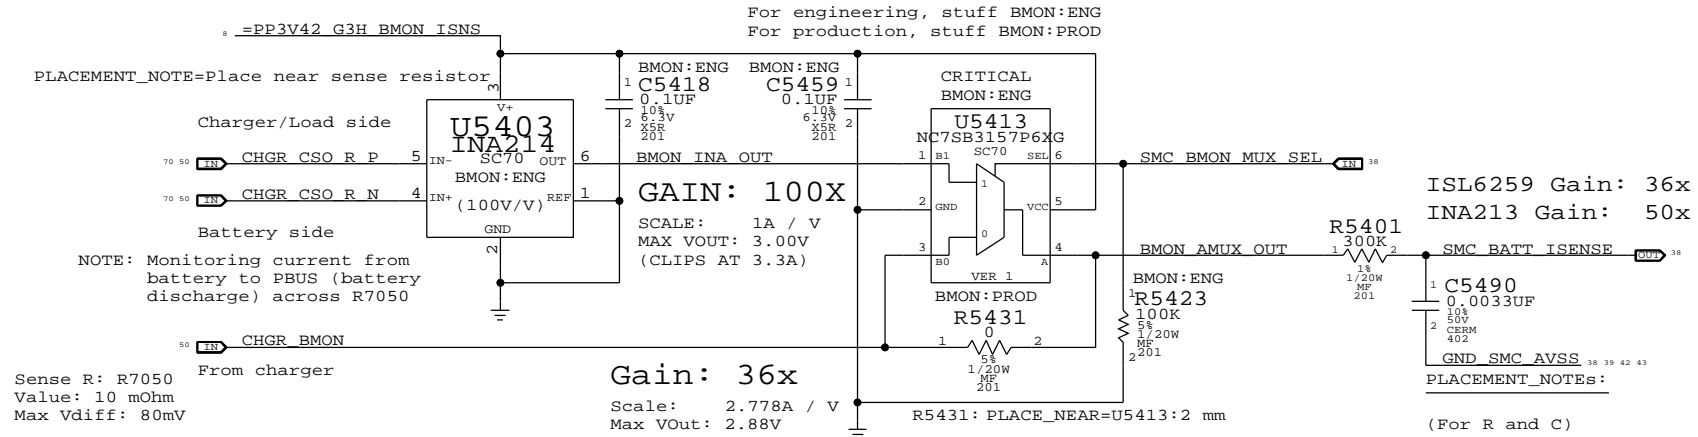 For engineering, stuff BMON:ENG
For production, stuff BMON:PROD
8 =PP3V42_G3H_BMON_ISNS
PLACEMENT_NOTE=Place near sense resistor
3
V+
U5403
INA214
SC70
BMON:ENG
(100V/V)
IN-
IN+
OUT
REF
GND
5
4
6
1
2
Charger/Load side
70 50 IN CHGR_CSO_R_P
70 50 IN CHGR_CSO_R_N
Battery side
NOTE: Monitoring current from
battery to PBUS (battery
discharge) across R7050
BMON:ENG
1 C5418
0.1UF
10%
6.3V
2 X5R
201
BMON:ENG
C5459 1
0.1UF
10%
6.3V
X5R 2
201
BMON_INA_OUT
GAIN: 100X
SCALE: 1A / V
MAX VOUT: 3.00V
(CLIPS AT 3.3A)
CRITICAL
BMON:ENG
U5413
NC7SB3157P6XG
SC70
1 B1
SEL 6
1
2 GND
VCC 5
0
3 B0
A 4
VER 1
SMC_BMON_MUX_SEL IN 38
BMON_AMUX_OUT
BMON:ENG
1 R5423
100K
5%
1/20W
MF
2 201
ISL6259 Gain: 36x
INA213 Gain: 50x
R5401
1 300K 2
1%
1/20W
MF
201
SMC_BATT_ISENSE OUT 38
1 C5490
0.0033UF
10%
50V
2 CERM
402
GND_SMC_AVSS 38 39 42 43
PLACEMENT_NOTEs:
(For R and C)
BMON:PROD
R5431
1 0 2
5%
1/20W
MF
201
R5431: PLACE_NEAR=U5413:2 mm
50 IN CHGR_BMON
From charger
Sense R: R7050
Value: 10 mOhm
Max Vdiff: 80mV
Gain: 36x
Scale: 2.778A / V
Max VOut: 2.88V